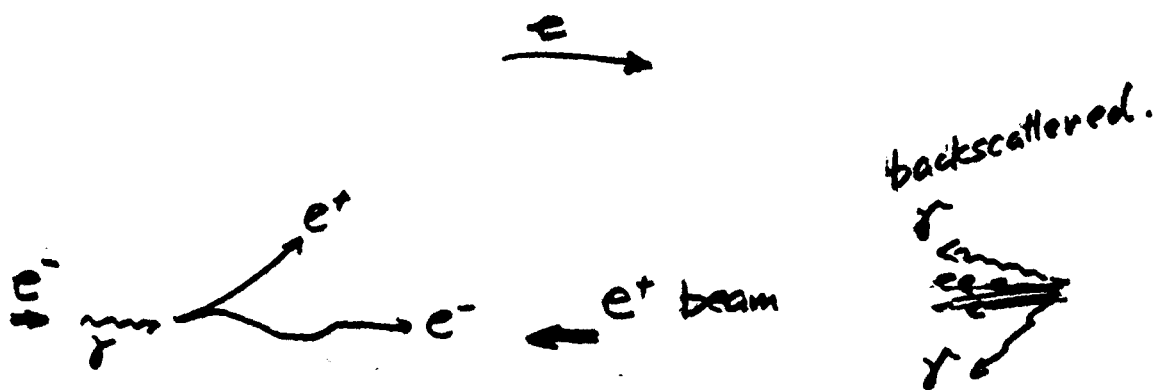 e
backscattered.
e⁺
γ
e⁻
γ
e⁻
e⁺ beam
γ